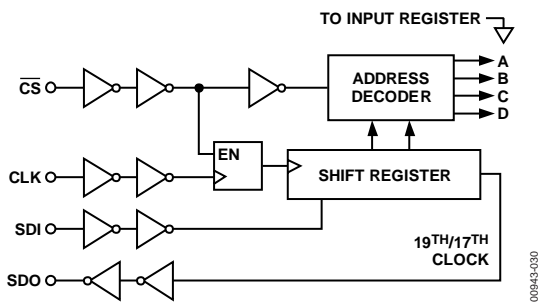 TO INPUT REGISTER
CS
ADDRESS
DECODER
A
B
C
D
EN
CLK
SHIFT REGISTER
SDI
19TH/17TH
CLOCK
SDO
00943-030